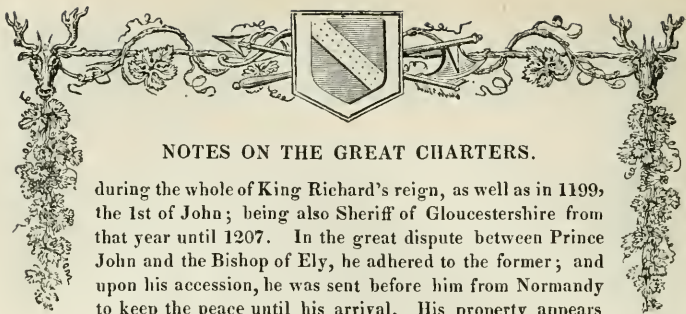 NOTES ON THE GREAT CHARTERS.
during the whole of King Richard's reign, as well as in 1199,
the 1st of John; being also Sheriff of Gloucestershire from
that year until 1207. In the great dispute between Prince
John and the Bishop of Ely, he adhered to the former; and
upon his accession, he was sent before him from Normandy
to keep the peace until his arrival. His property appears